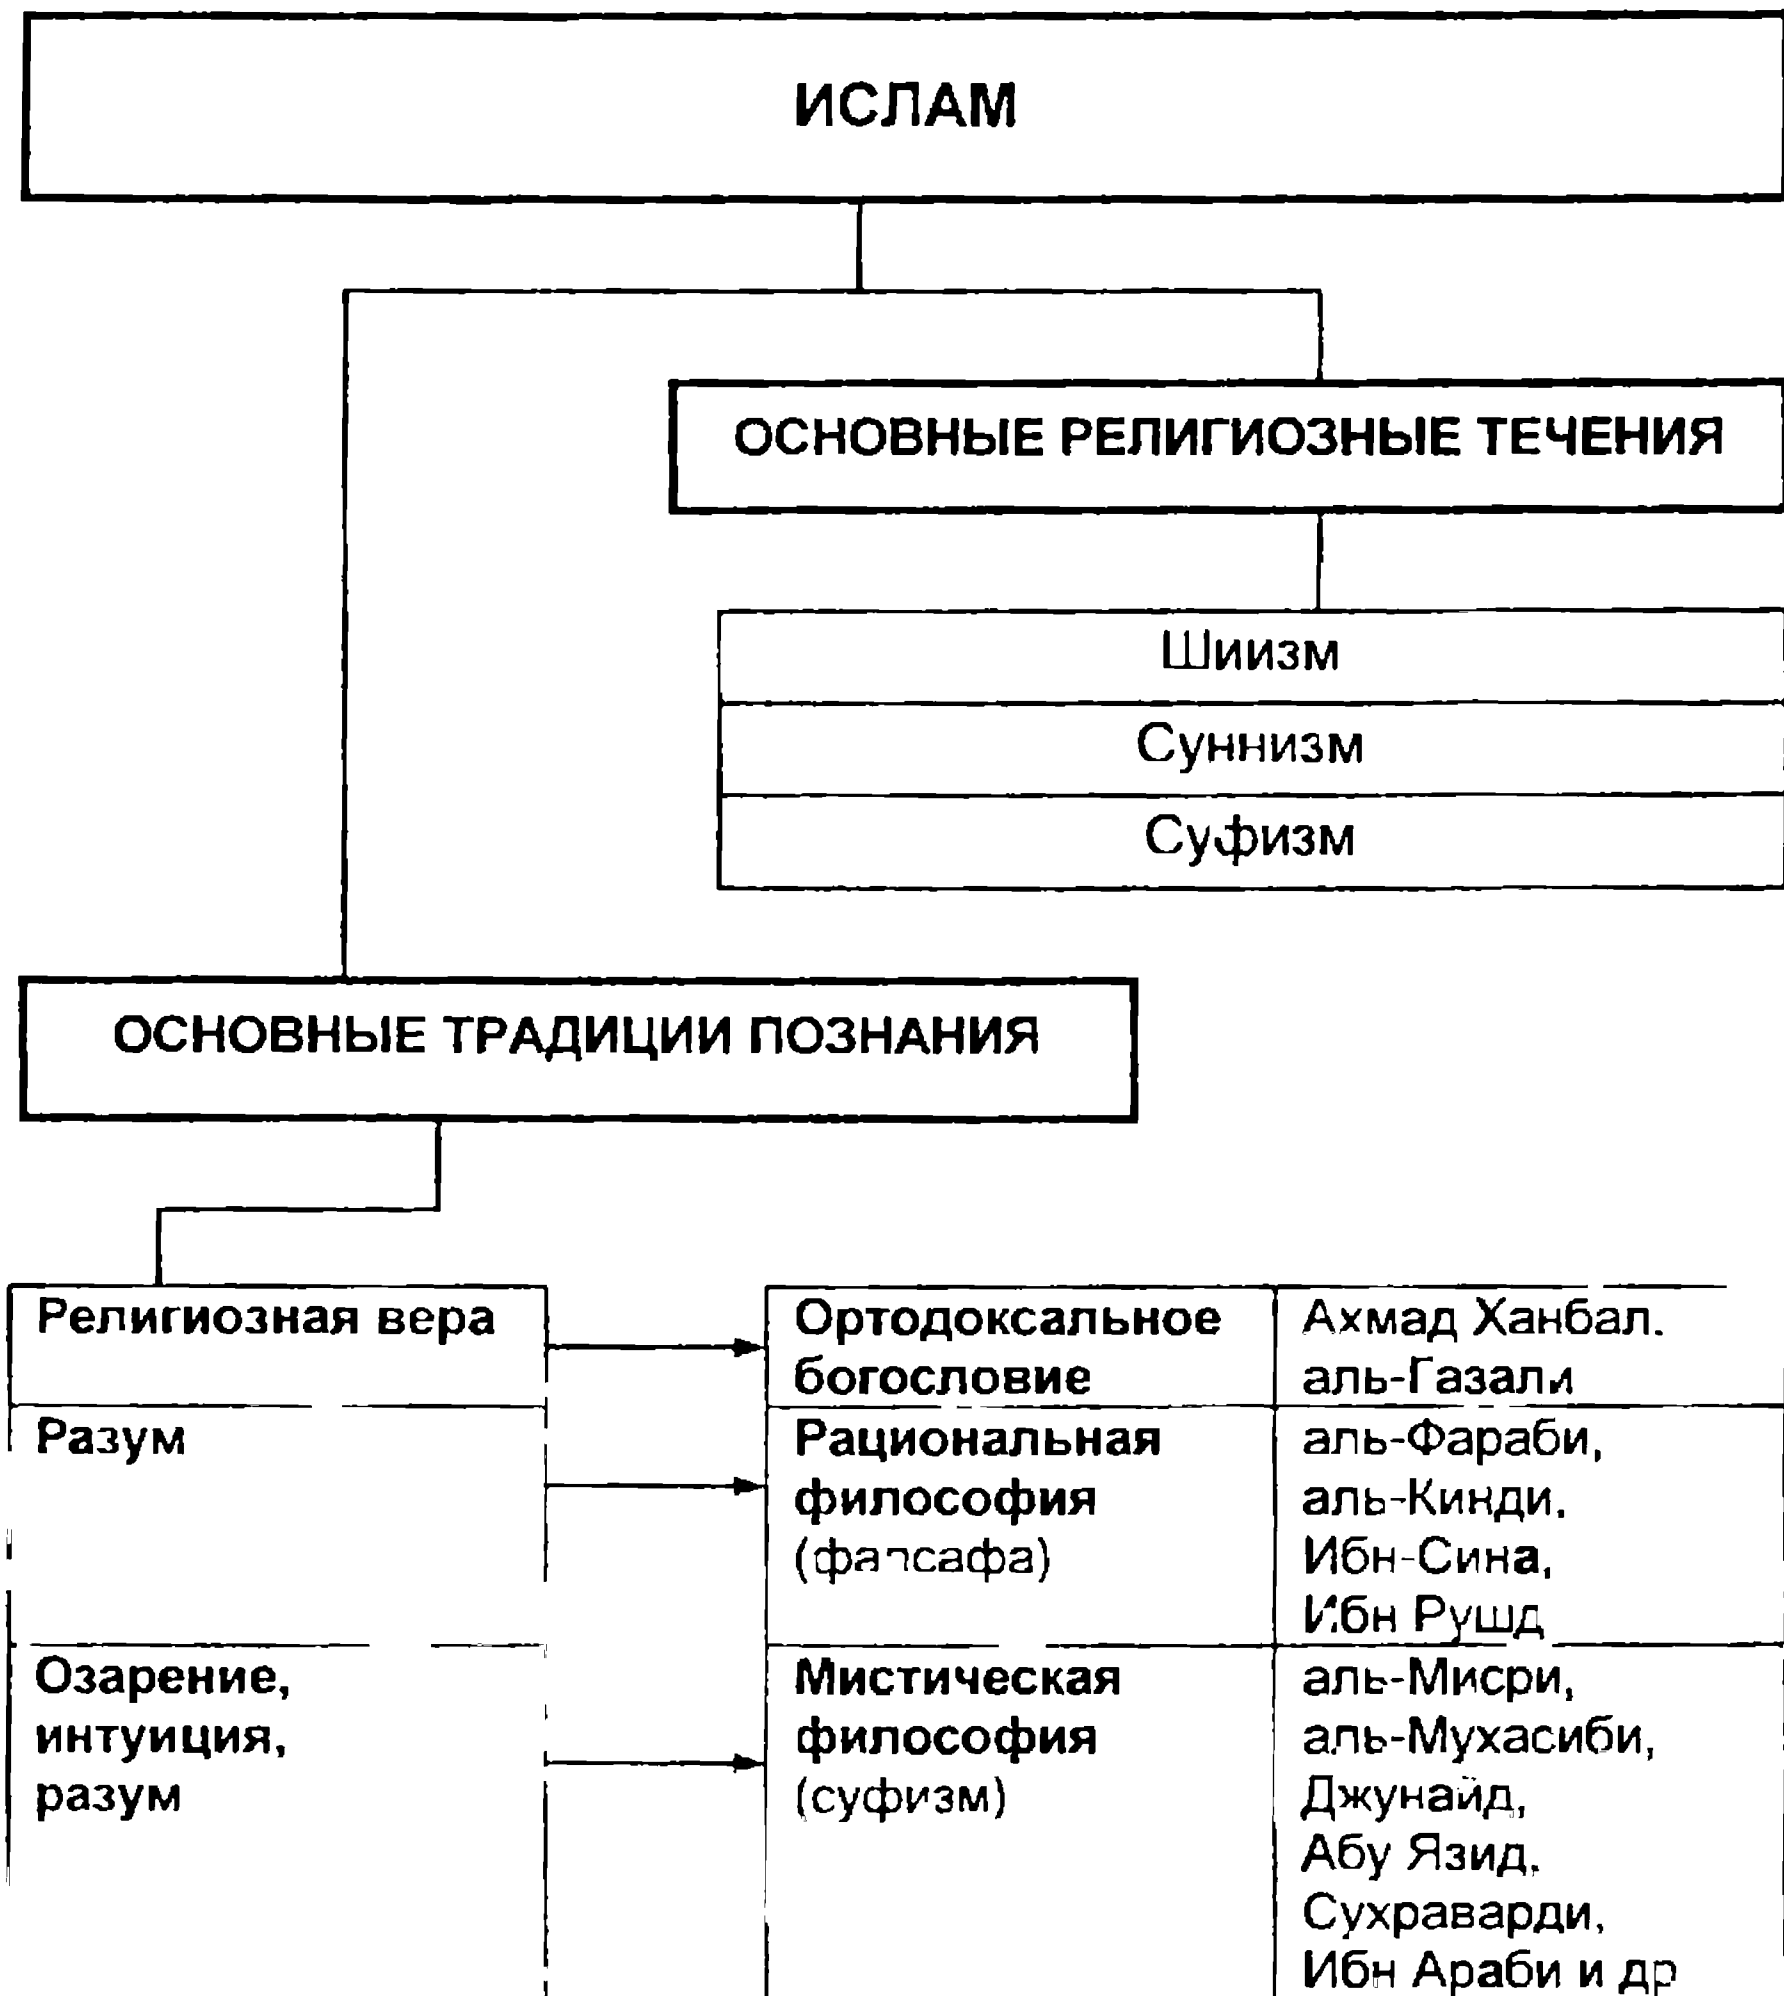 ИСЛАМ
ОСНОВНЫЕ РЕЛИГИОЗНЫЕ ТЕЧЕНИЯ
Шиизм
Суннизм
Суфизм
ОСНОВНЫЕ ТРАДИЦИИ ПОЗНАНИЯ
Религиозная вера
Ортодоксальное
богословие
Ахмад Ханбал.
аль-Газали
Разум
Рациональная
философия
(фалсафа)
аль-Фараби,
аль-Кинди,
Ибн-Сина,
Ибн Рушд
Озарение,
интуиция,
разум
Мистическая
философия
(суфизм)
аль-Мисри,
аль-Мухасиби,
Джунайд,
Абу Язид,
Сухраварди,
Ибн Араби и др